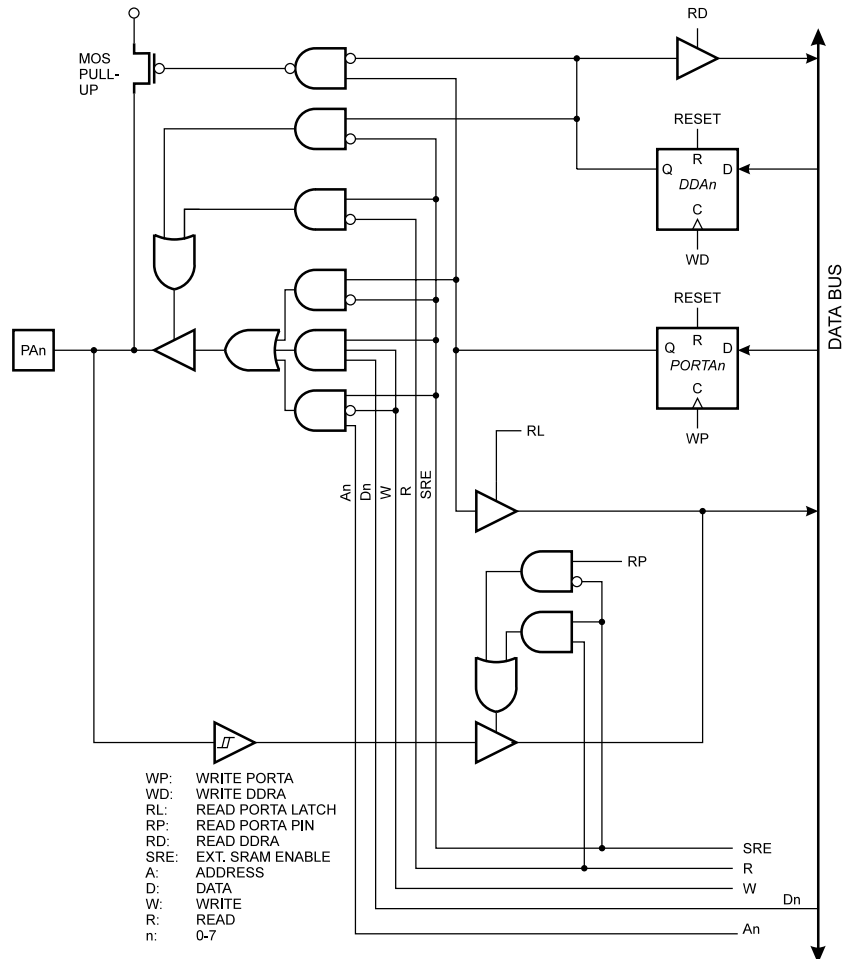 RD
MOS
PULL-
UP
RESET
R
Q D
DDAn
C
WD
RESET
R
Q D
PORTAn
C
WP
DATA BUS
PAn
RL
An
Dn
W
R
SRE
RP
WP: WRITE PORTA
WD: WRITE DDRA
RL: READ PORTA LATCH
RP: READ PORTA PIN
RD: READ DDRA
SRE: EXT. SRAM ENABLE
A: ADDRESS
D: DATA
W: WRITE
R: READ
n: 0-7
SRE
R
W
Dn
An